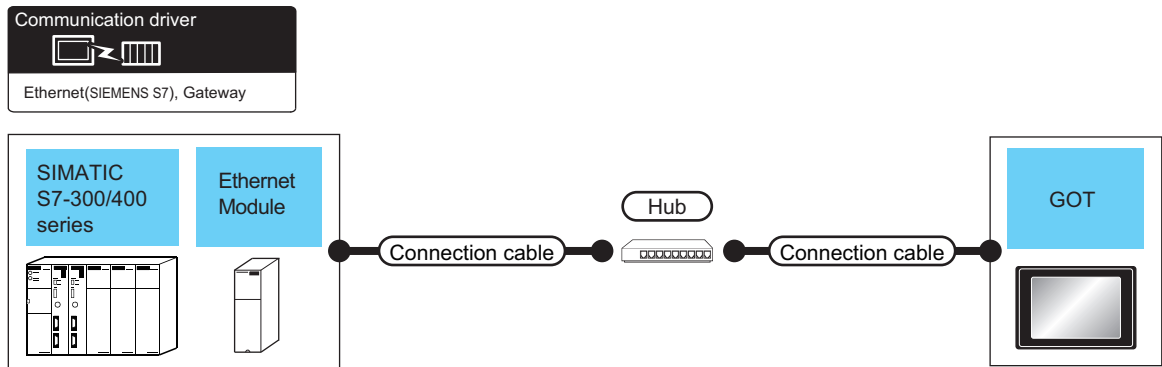 Communication driver
Ethernet(SIEMENS S7), Gateway
SIMATIC
S7-300/400
series
Ethernet
Module
Connection cable
Hub
Connection cable
GOT